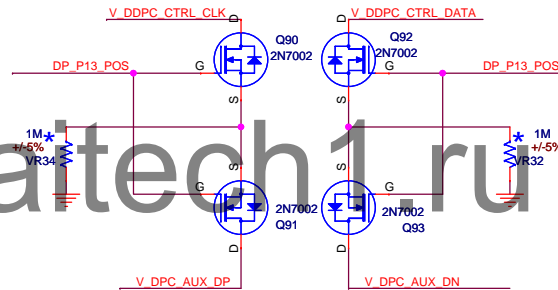 V_DDPC_CTRL_CLK
V_DDPC_CTRL_DATA
D
D
Q90
2N7002
Q92
2N7002
DP_P13_POS
G
G
DP_P13_POS
S
S
1M
+/-5%
VR34
*
*
1M
+/-5%
VR32
aitech1.ru
S
S
G
G
2N7002
Q91
2N7002
Q93
D
D
V_DPC_AUX_DP
V_DPC_AUX_DN